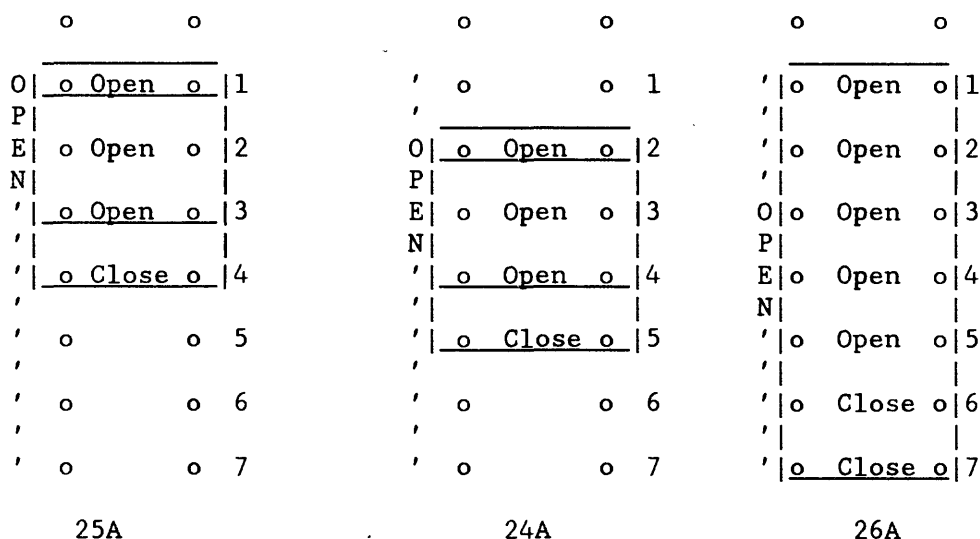 o o o o o o
O| o Open o |1 ' o o 1 '|o Open o|1
P| | ' '| |
E| o Open o |2 O| o Open o |2 '|o Open o|2
N| | P| | '| |
'| o Open o |3 E| o Open o |3 O|o Open o|3
'| | N| | P| |
'| o Close o |4 '| o Open o |4 E|o Open o|4
' '| | N| |
' o o 5 '| o Close o |5 '|o Open o|5
' ' '| |
' o o 6 ' o o 6 '|o Close o|6
' ' '| |
' o o 7 ' o o 7 '|o Close o|7
25A 24A 26A